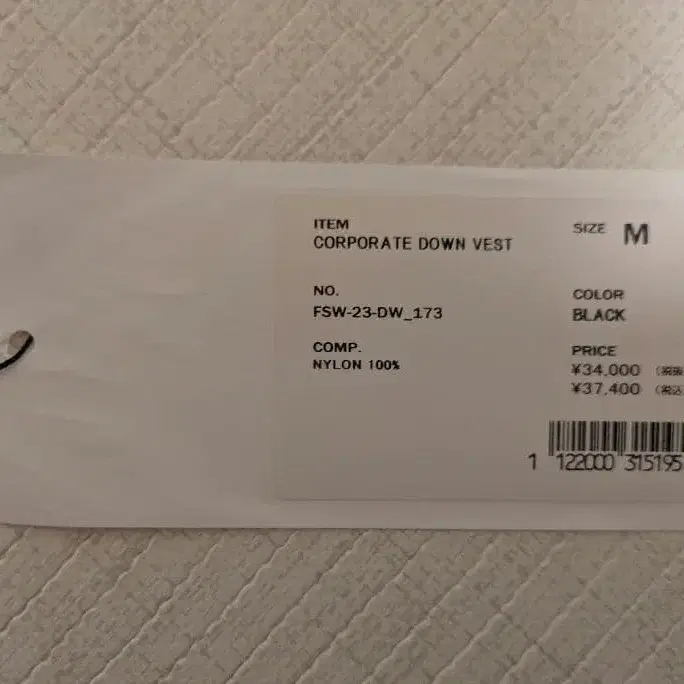 ITEM
CORPORATE DOWN VEST
SIZE M
NO.
FSW-23-DW_173
COLOR
BLACK
COMP.
NYLON 100%
PRICE
¥34,000
¥37,400
1 122000 315195